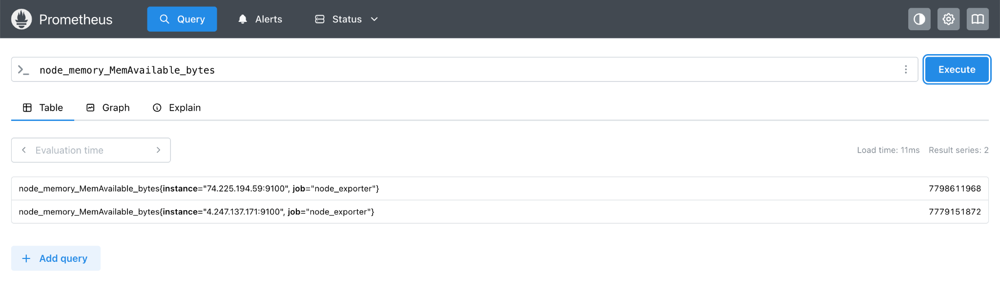 Prometheus Query Alerts Status
node_memory_MemAvailable_bytes Execute
Table Graph Explain
Evaluation time Load time: 11ms Result series: 2
node_memory_MemAvailable_bytes{instance="74.225.194.59:9100", job="node_exporter"} 7798611968
node_memory_MemAvailable_bytes{instance="4.247.137.171:9100", job="node_exporter"} 7779151872
Add query